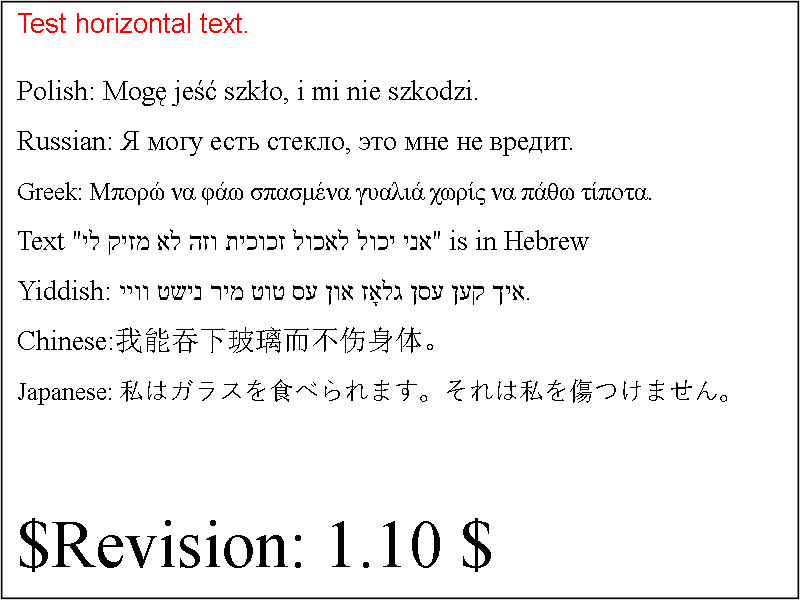 Test horizontal text.
Polish: Mogę jeść szkło, i mi nie szkodzi.
Russian: Я могу есть стекло, это мне не вредит.
Greek: Μπορώ να φάω σπασμένα γυαλιά χωρίς να πάθω τίποτα.
Text "אני יכול לאכול זכוכית וזה לא מזיק לי" is in Hebrew
Yiddish: איך קען עסן גלאָז און עס טוט מיר נישט װײ.
Chinese:我能吞下玻璃而不伤身体。
Japanese: 私はガラスを食べられます。それは私を傷つけません。
$Revision: 1.10 $